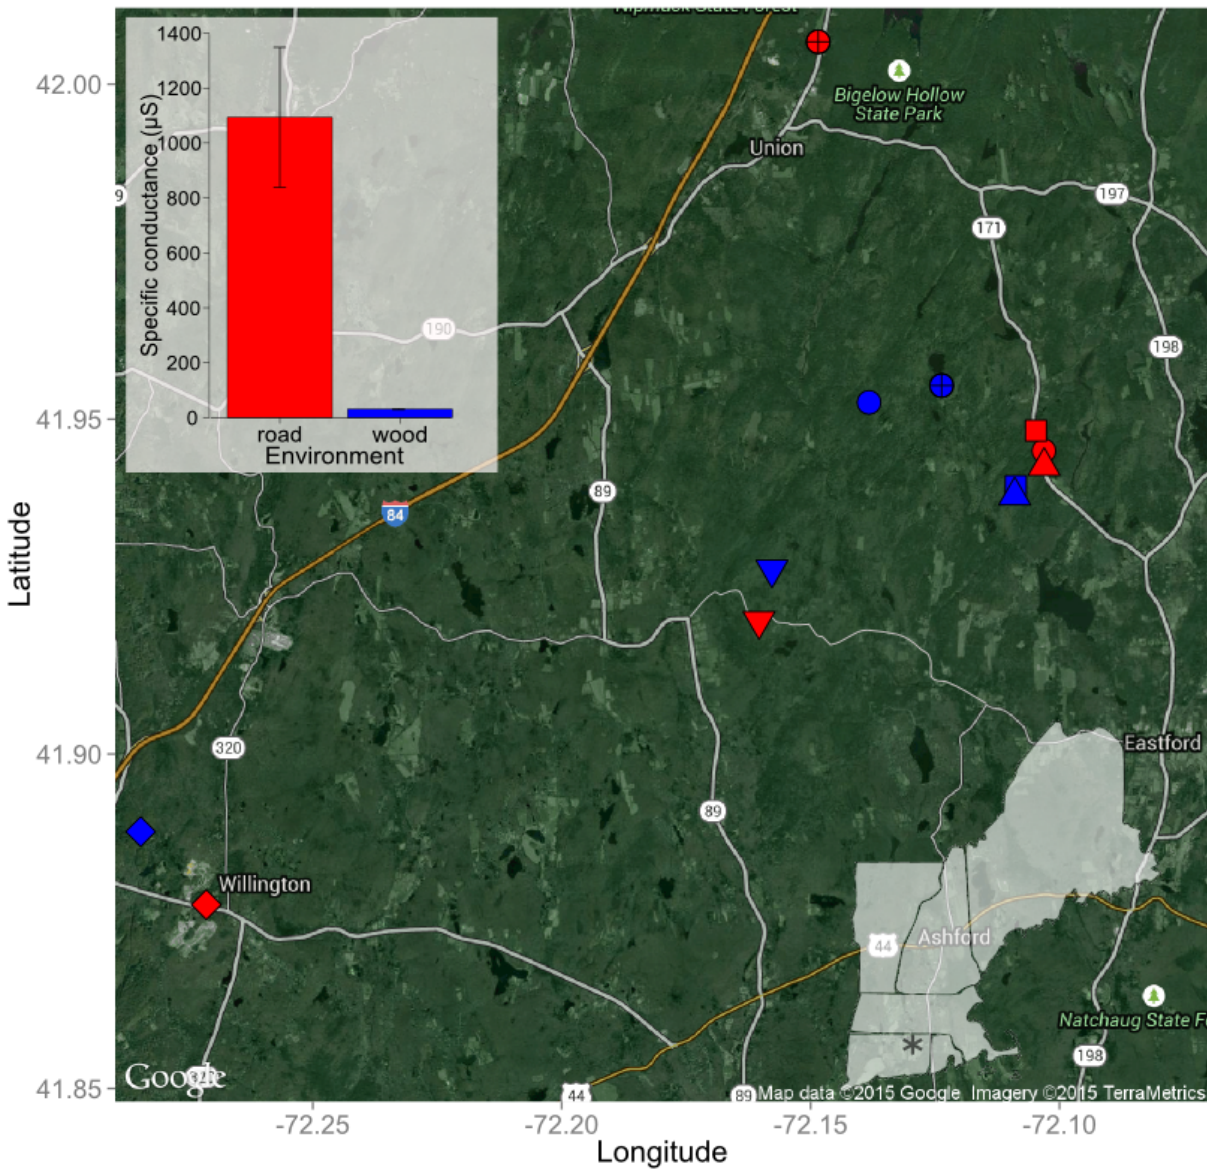 Nipmuck State Forest
1400
1200
1000
800
600
400
200
0
Specific conductance (µS)
road
wood
Environment
Bigelow Hollow
State Park
Union
197
171
9
190
198
89
84
320
Eastford
89
Willington
44
Ashford
Natchaug State Fo
198
Google
44
89
Map data ©2015 Google Imagery ©2015 TerraMetrics
42.00
41.95
41.90
41.85
Latitude
-72.25
-72.20
-72.15
-72.10
Longitude